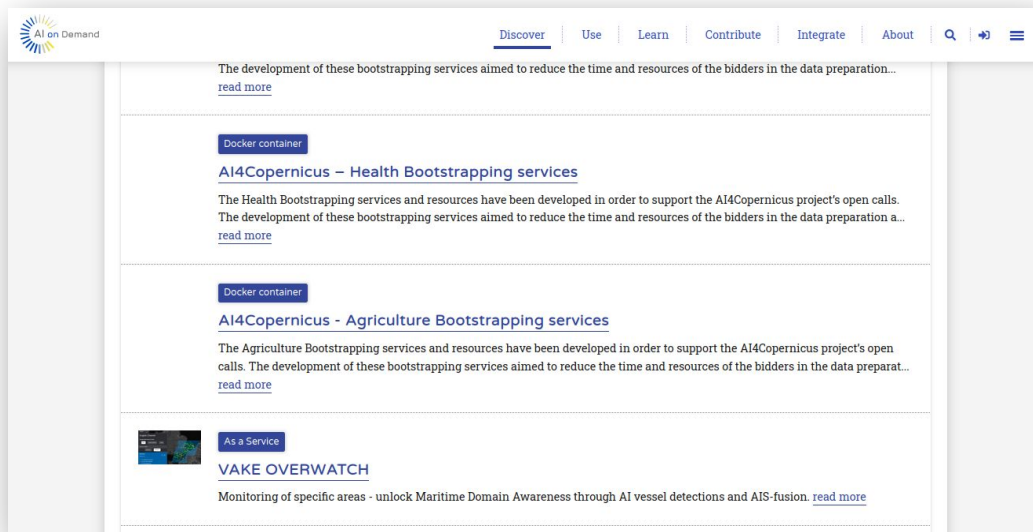 AI on Demand
Discover
Use
Learn
Contribute
Integrate
About
The development of these bootstrapping services aimed to reduce the time and resources of the bidders in the data preparation...
read more
Docker container
AI4Copernicus – Health Bootstrapping services
The Health Bootstrapping services and resources have been developed in order to support the AI4Copernicus project's open calls.
The development of these bootstrapping services aimed to reduce the time and resources of the bidders in the data preparation a...
read more
Docker container
AI4Copernicus - Agriculture Bootstrapping services
The Agriculture Bootstrapping services and resources have been developed in order to support the AI4Copernicus project's open
calls. The development of these bootstrapping services aimed to reduce the time and resources of the bidders in the data preparat...
read more
As a Service
VAKE OVERWATCH
Monitoring of specific areas - unlock Maritime Domain Awareness through AI vessel detections and AIS-fusion. read more